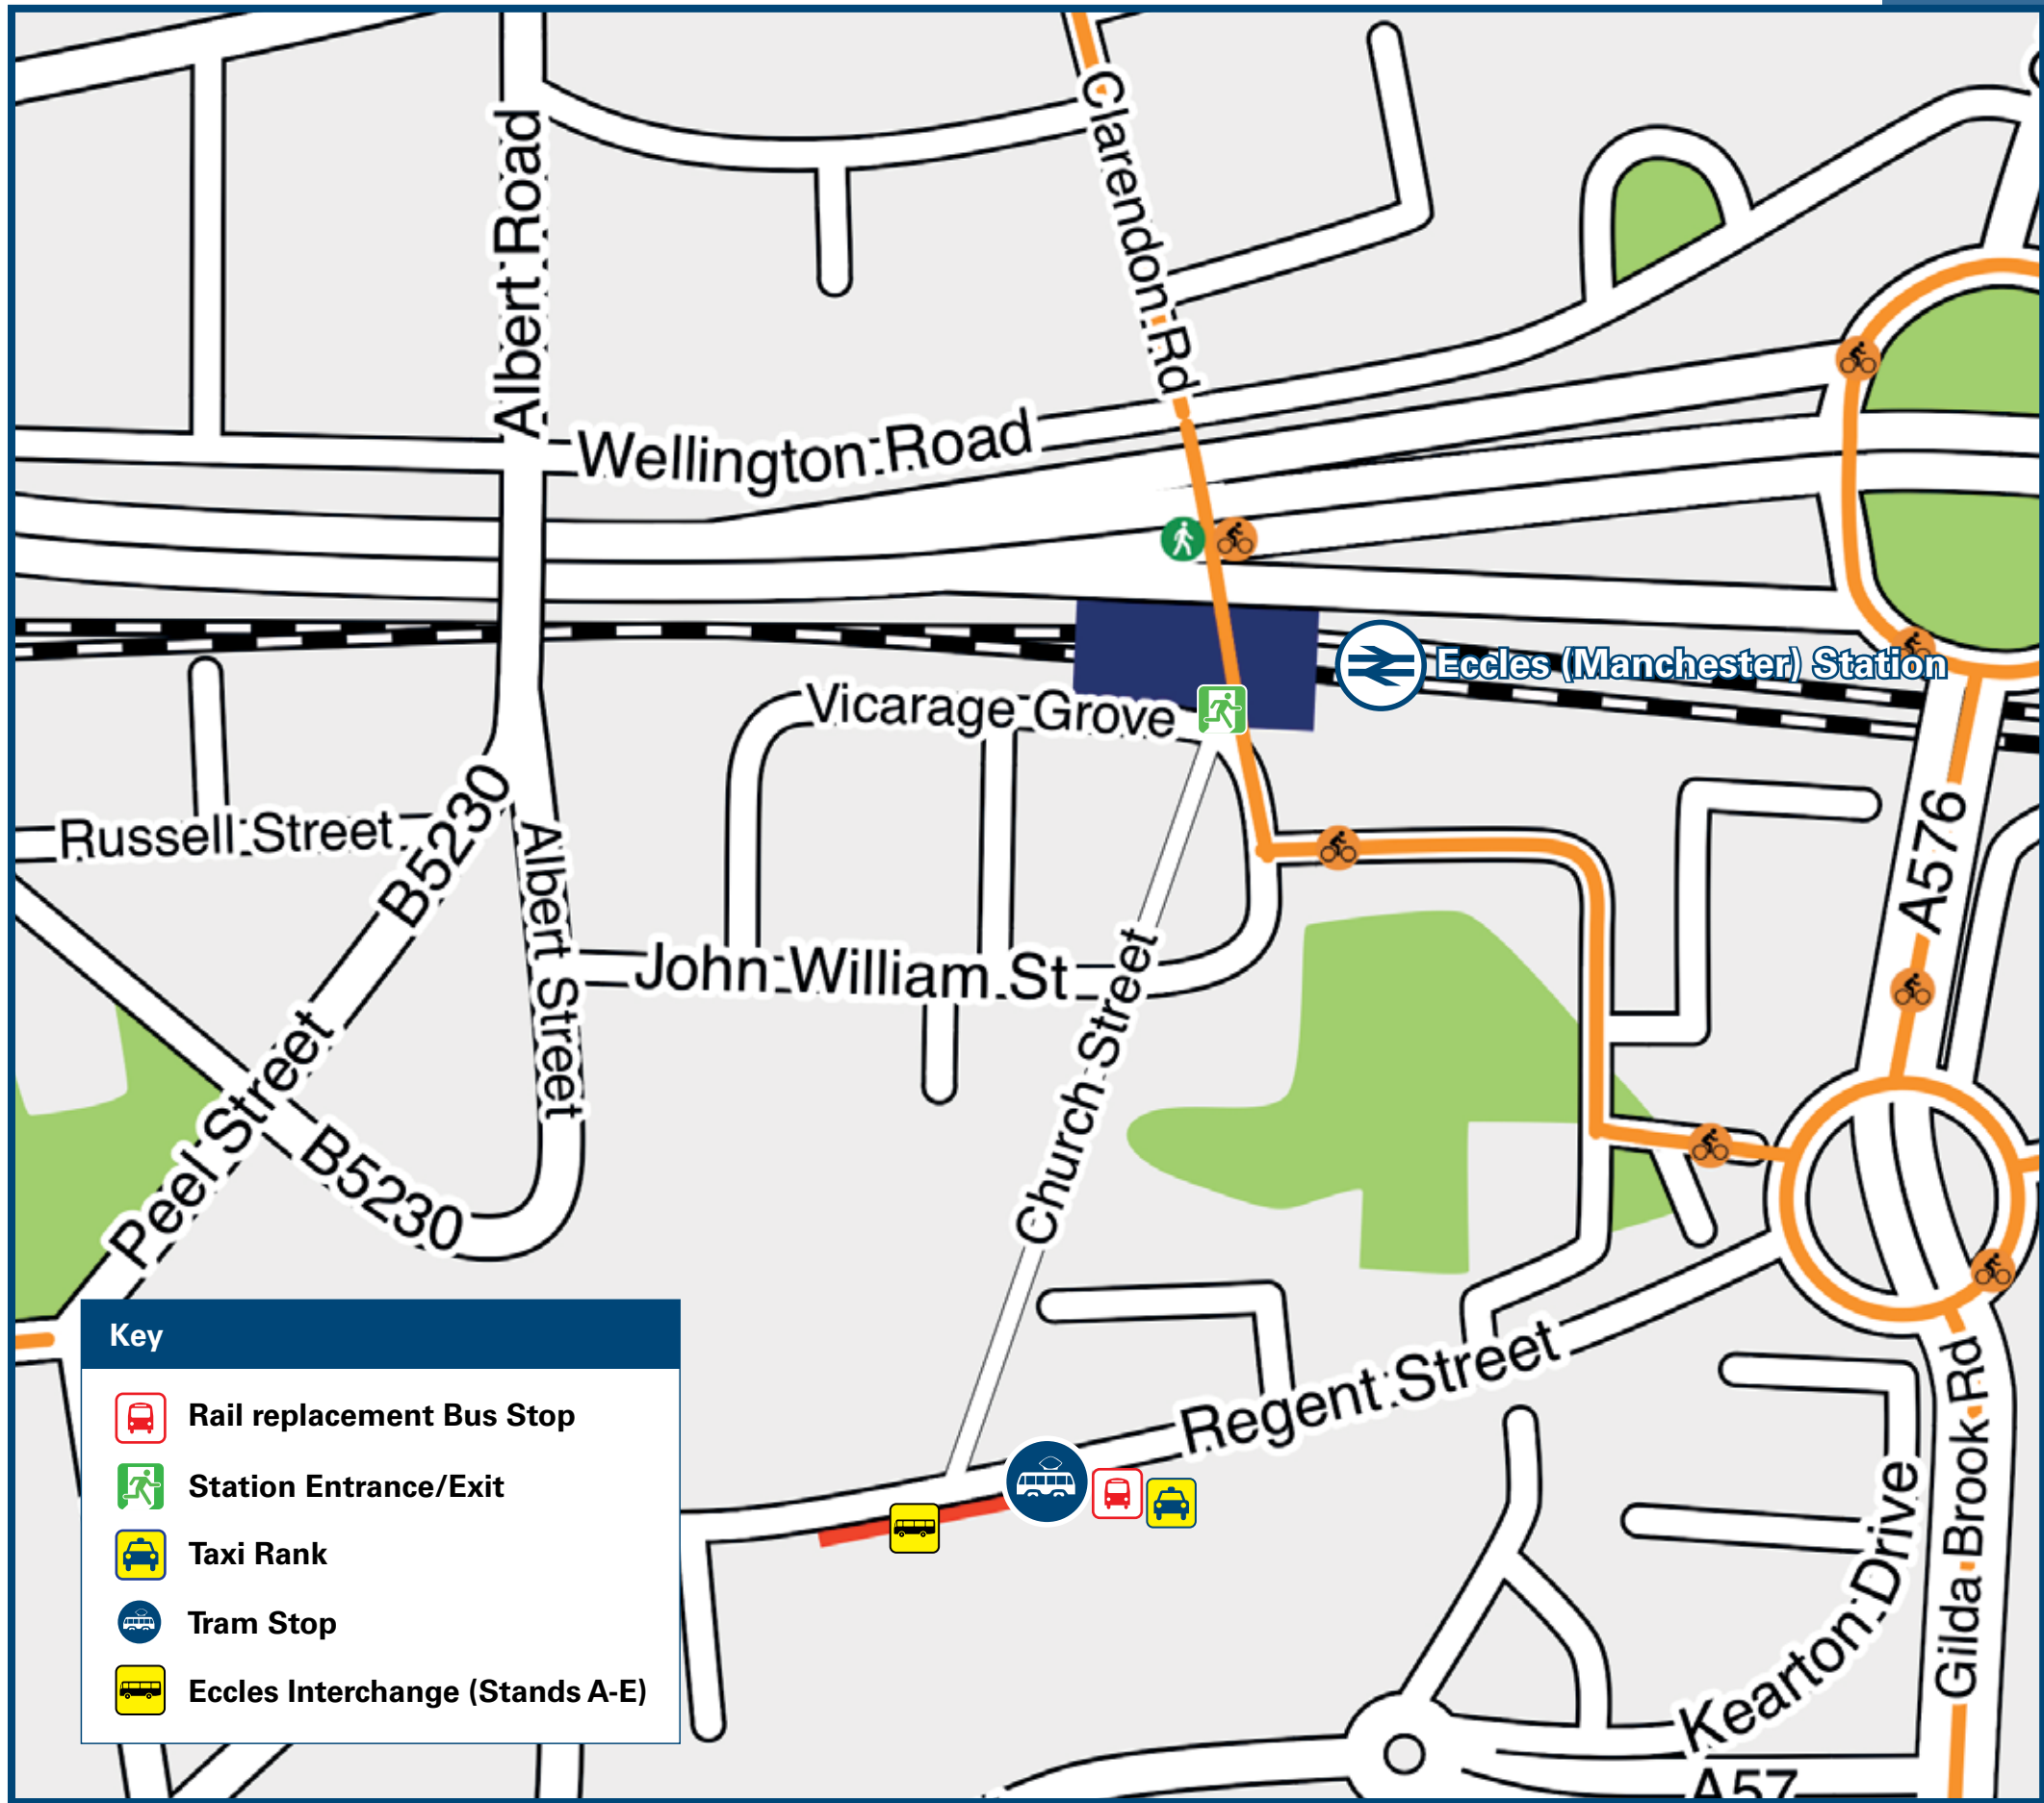 Clarendon Rd
Albert Road
Wellington Road
Eccles (Manchester) Station
Vicarage Grove
Russell Street
B5230
Albert Street
A576
John William St
Church Street
Peel Street
B5230
Regent Street
Gilda Brook Rd
Kearton Drive
A57
Key
Rail replacement Bus Stop
Station Entrance/Exit
Taxi Rank
Tram Stop
Eccles Interchange (Stands A-E)